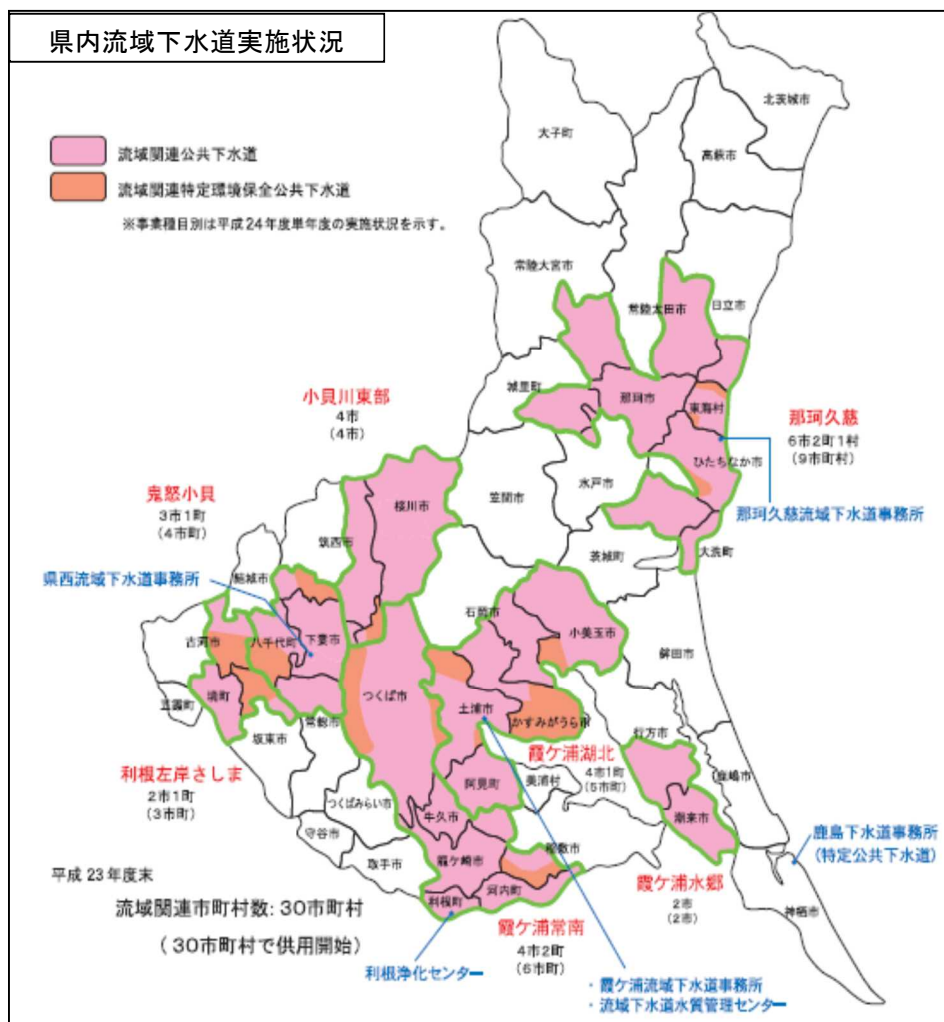 県内流域下水道実施状況
流域関連公共下水道
流域関連特定環境保全公共下水道
※事業種目別は平成24年度単年度の実施状況を示す。
北茨城市
大子町
高萩市
常陸大宮市
常陸太田市
日立市
城里町
那珂市
東海村
小貝川東部
4市
(4市)
那珂久慈
6市2町1村
(9市町村)
ひたちなか市
水戸市
笠間市
桜川市
那珂久慈流域下水道事務所
鬼怒小貝
3市1町
(4市町)
筑西市
茨城町
大洗町
県西流域下水道事務所
結城市
石岡市
小美玉市
古河市
八千代町
下妻市
鉾田市
つくば市
境町
五霞町
土浦市
かすみがうら市
常総市
坂東市
行方市
霞ケ浦湖北
4市1町
(5市町)
利根左岸さしま
2市1町
(3市町)
美浦村
阿見町
鹿嶋市
つくばみらい市
牛久市
潮来市
守谷市
取手市
龍ケ崎市
稲敷市
鹿島下水道事務所
(特定公共下水道)
平成23年度末
霞ケ浦水郷
2市
(2市)
利根町
河内町
神栖市
流域関連市町村数: 30市町村
(30市町村で供用開始)
霞ケ浦常南
4市2町
(6市町)
利根浄化センター
・霞ケ浦流域下水道事務所
・流域下水道水質管理センター